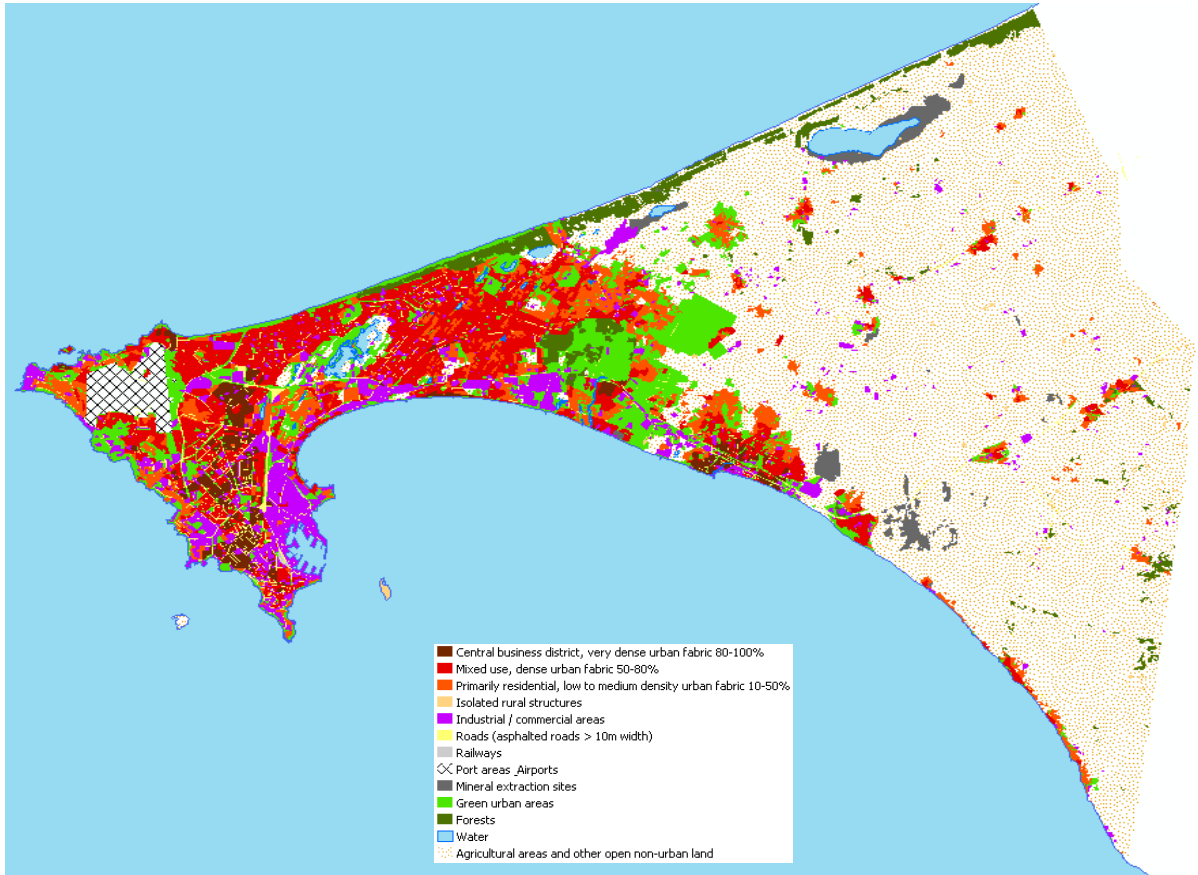 Central business district, very dense urban fabric 80-100%
Mixed use, dense urban fabric 50-80%
Primarily residential, low to medium density urban fabric 10-50%
Isolated rural structures
Industrial / commercial areas
Roads (asphalted roads > 10m width)
Railways
Port areas _Airports
Mineral extraction sites
Green urban areas
Forests
Water
Agricultural areas and other open non-urban land